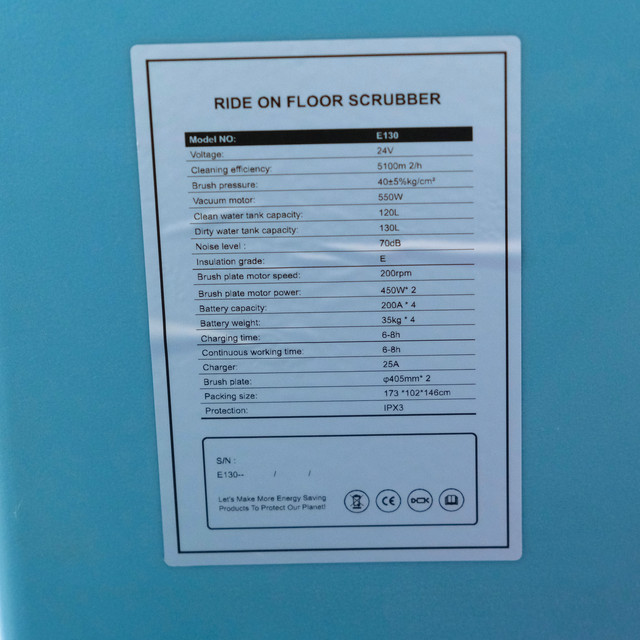 RIDE ON FLOOR SCRUBBER
Model NO: E130
Voltage: 24V
Cleaning efficiency: 5100m 2/h
Brush pressure: 40±5%kg/cm²
Vacuum motor: 550W
Clean water tank capacity: 120L
Dirty water tank capacity: 130L
Noise level : 70dB
Insulation grade: E
Brush plate motor speed: 200rpm
Brush plate motor power: 450W* 2
Battery capacity: 200A * 4
Battery weight: 35kg * 4
Charging time: 6-8h
Continuous working time: 6-8h
Charger: 25A
Brush plate: φ405mm* 2
Packing size: 173 *102*146cm
Protection: IPX3
S/N :
E130-- / /
Let's Make More Energy Saving
Products To Protect Our Planet!
CE